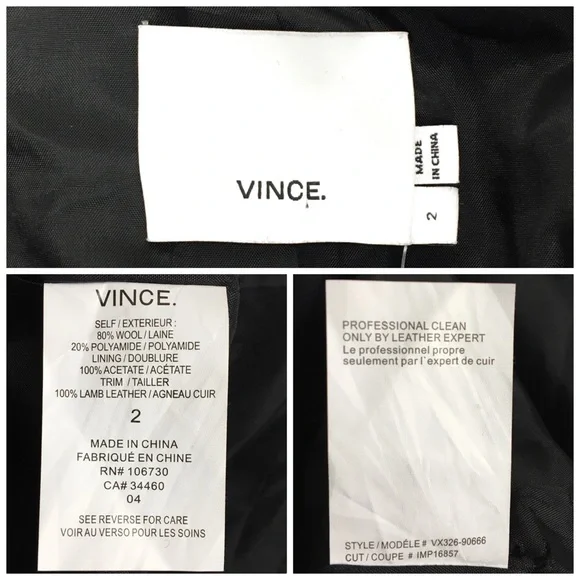 VINCE.
MADE
IN CHINA
2
VINCE.
SELF / EXTERIEUR :
80% WOOL / LAINE
20% POLYAMIDE / POLYAMIDE
LINING / DOUBLURE
100% ACETATE / ACÉTATE
TRIM / TAILLER
100% LAMB LEATHER / AGNEAU CUIR
2
MADE IN CHINA
FABRIQUÉ EN CHINE
RN# 106730
CA# 34460
04
SEE REVERSE FOR CARE
VOIR AU VERSO POUR LES SOINS
PROFESSIONAL CLEAN
ONLY BY LEATHER EXPERT
Le professionnel propre
seulement par l`expert de cuir
STYLE / MODÉLE # VX326-90666
CUT / COUPE # IMP16857